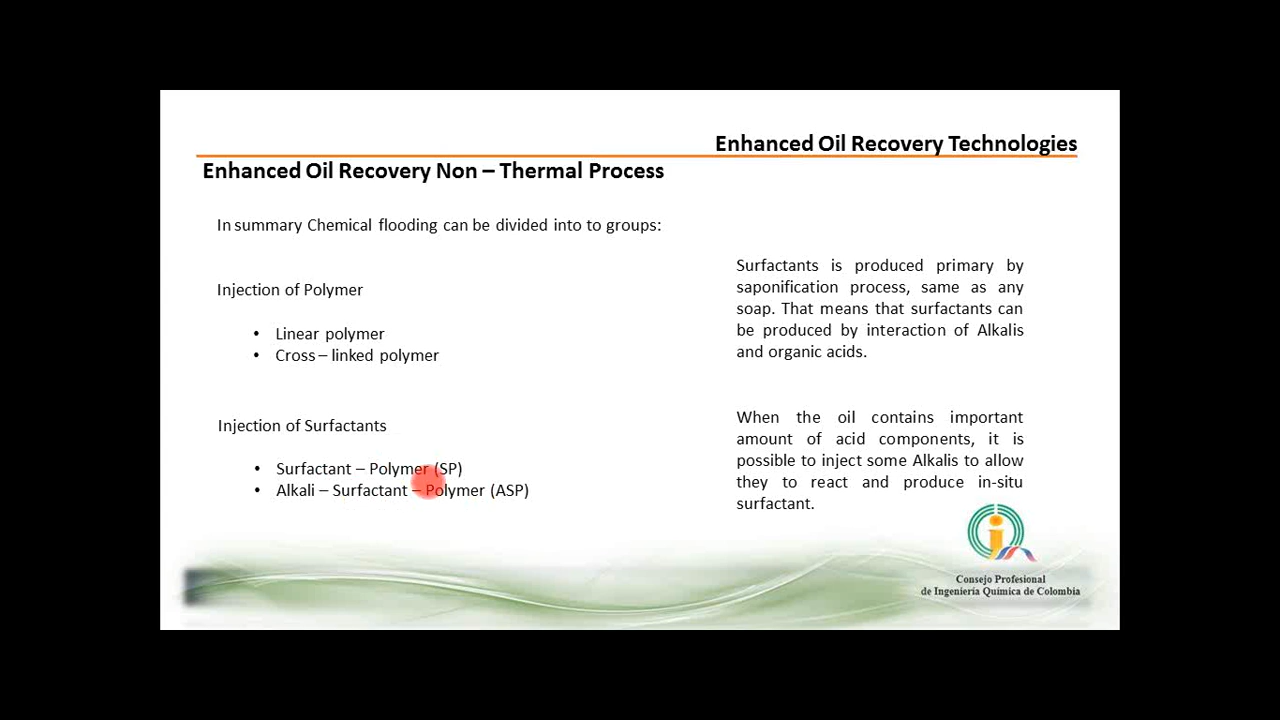 Enhanced Oil Recovery Technologies
Enhanced Oil Recovery Non – Thermal Process
In summary Chemical flooding can be divided into to groups:
Injection of Polymer
• Linear polymer
• Cross – linked polymer
Injection of Surfactants
• Surfactant – Polymer (SP)
• Alkali – Surfactant – Polymer (ASP)
Surfactants is produced primary by
saponification process, same as any
soap. That means that surfactants can
be produced by interaction of Alkalis
and organic acids.
When the oil contains important
amount of acid components, it is
possible to inject some Alkalis to allow
they to react and produce in-situ
surfactant.
Consejo Profesional
de Ingeniería Química de Colombia